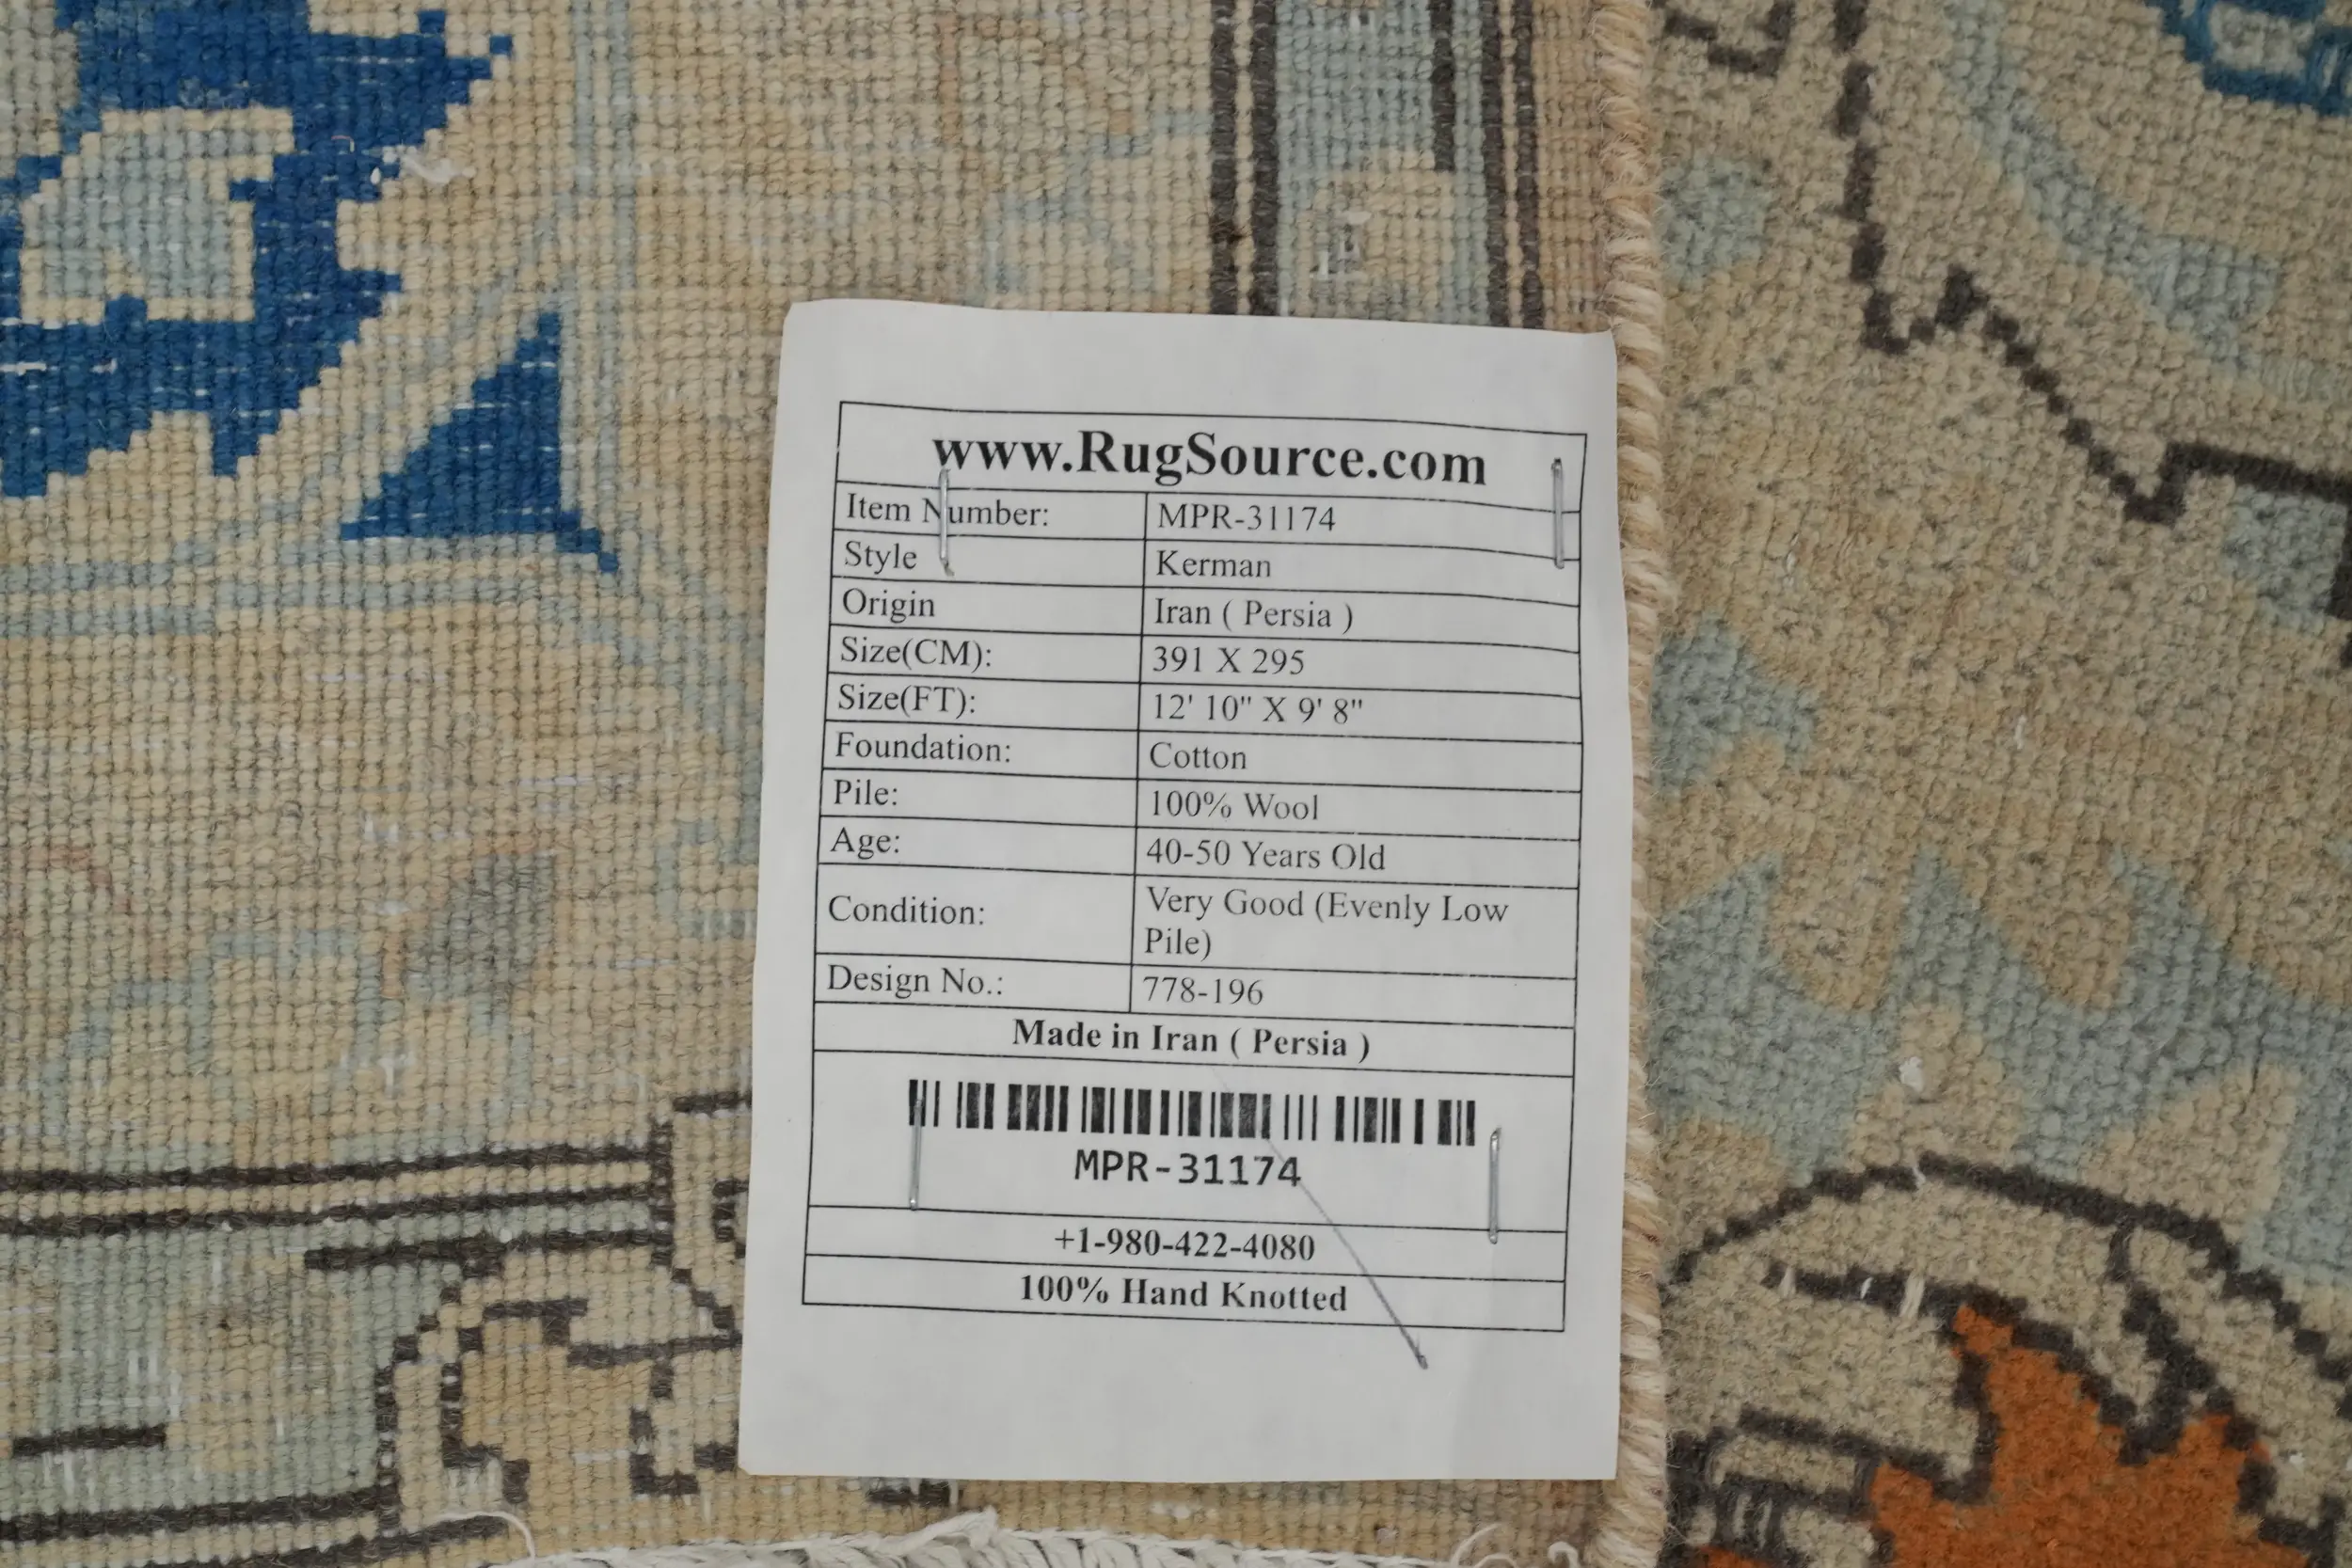 www.RugSource.com
Item Number: MPR-31174
Style Kerman
Origin Iran ( Persia )
Size(CM): 391 X 295
Size(FT): 12' 10" X 9' 8"
Foundation: Cotton
Pile: 100% Wool
Age: 40-50 Years Old
Condition: Very Good (Evenly Low
Pile)
Design No.: 778-196
Made in Iran ( Persia )
MPR-31174
+1-980-422-4080
100% Hand Knotted